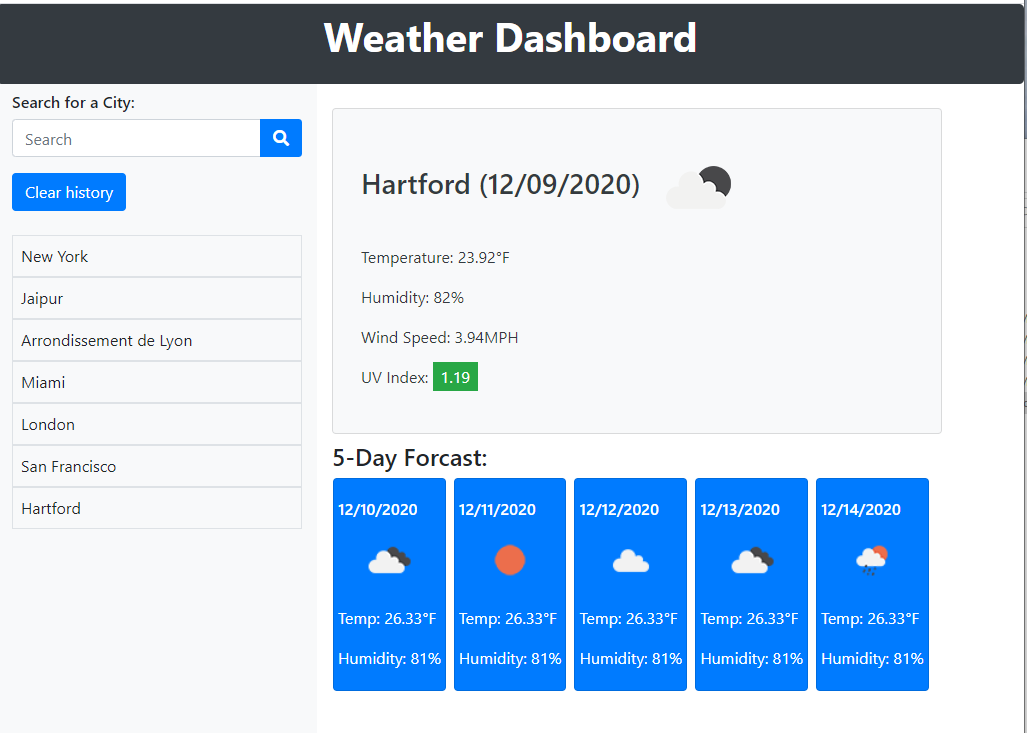 Weather Dashboard
Search for a City:
Search
Clear history
New York
Jaipur
Arrondissement de Lyon
Miami
London
San Francisco
Hartford
Hartford (12/09/2020)
Temperature: 23.92°F
Humidity: 82%
Wind Speed: 3.94MPH
UV Index: 1.19
5-Day Forcast:
12/10/2020
Temp: 26.33°F
Humidity: 81%
12/11/2020
Temp: 26.33°F
Humidity: 81%
12/12/2020
Temp: 26.33°F
Humidity: 81%
12/13/2020
Temp: 26.33°F
Humidity: 81%
12/14/2020
Temp: 26.33°F
Humidity: 81%